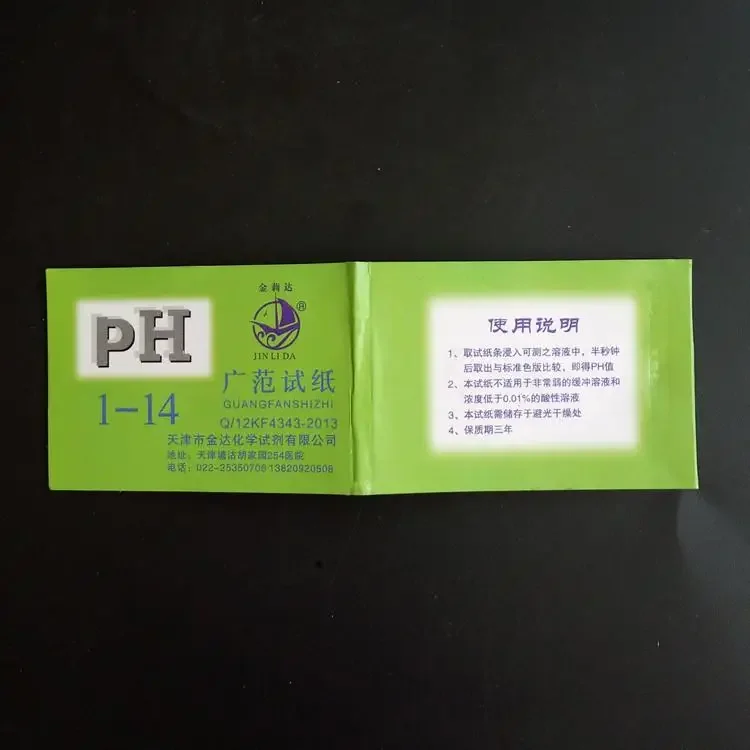 金莉达
®
JIN LI DA
pH
1-14
广范试纸
GUANGFANSHIZHI
Q/12KF4343-2013
天津市金达化学试剂有限公司
地址：天津塘沽胡家园254医院
电话：022-25350706 13820920508
使用说明
1、取试纸条浸入可测之溶液中，半秒钟
后取出与标准色版比较，即得PH值
2、本试纸不适用于非常弱的缓冲溶液和
浓度低于0.01%的酸性溶液
3、本试纸需储存于避光干燥处
4、保质期三年